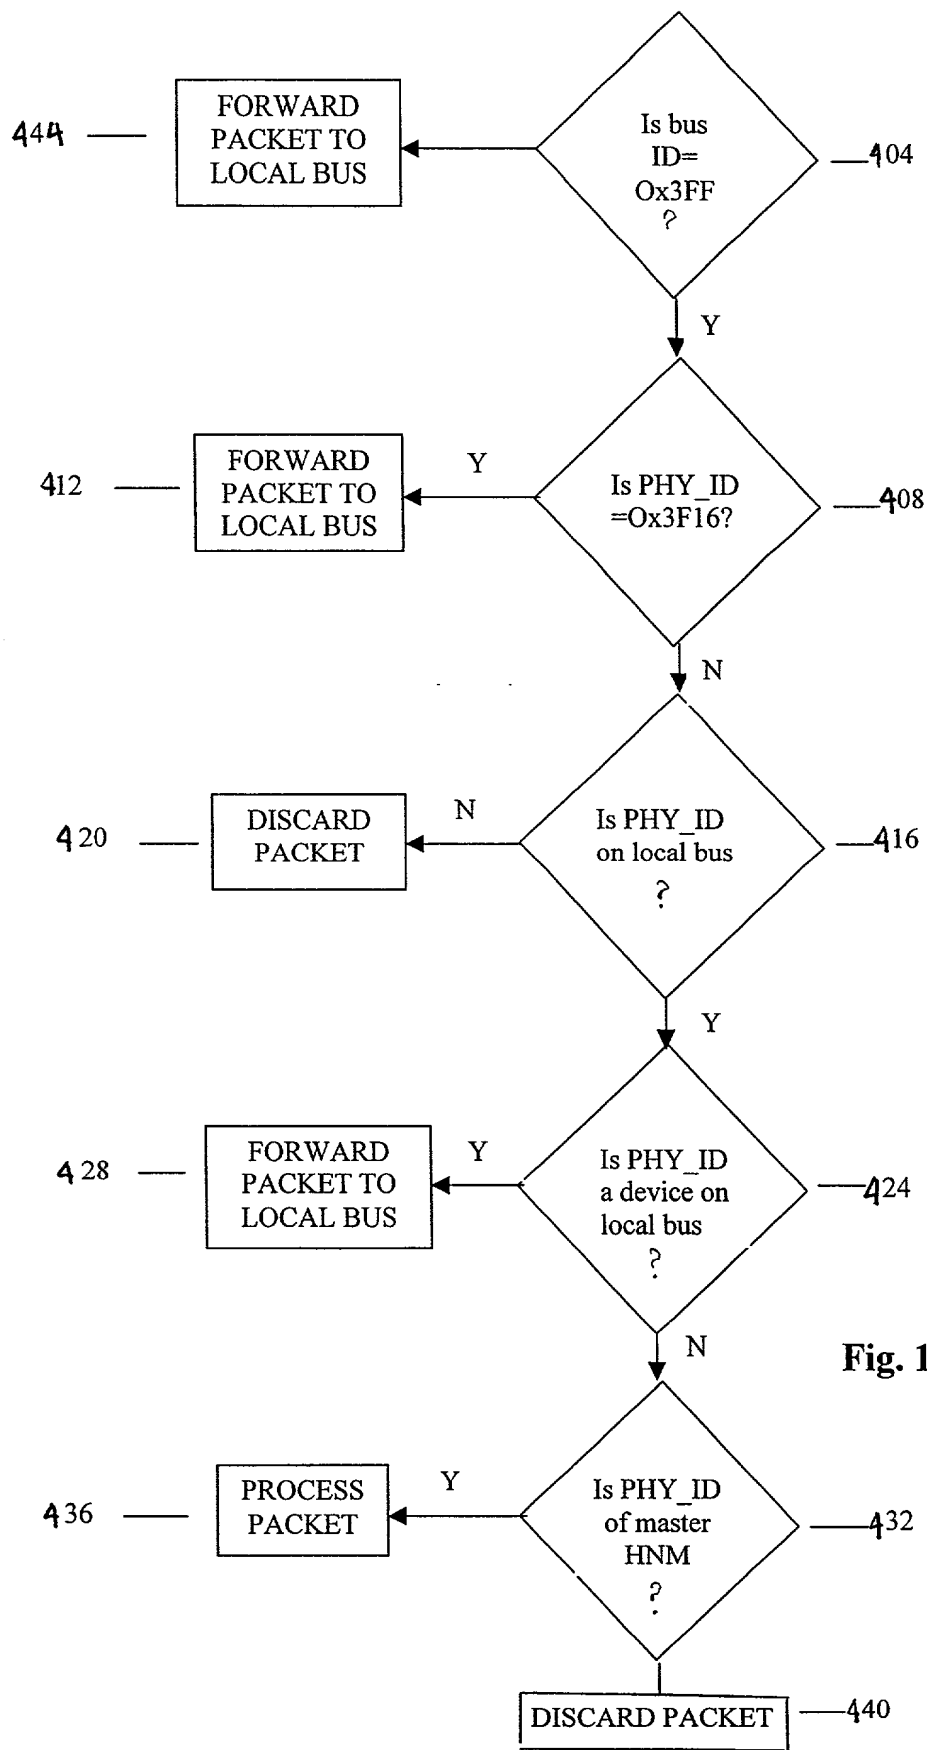 FORWARD
PACKET TO
LOCAL BUS
444
Is bus
ID=
Ox3FF
?
404
Y
FORWARD
PACKET TO
LOCAL BUS
412
Y
Is PHY_ID
=Ox3F16?
408
N
DISCARD
PACKET
420
N
Is PHY_ID
on local bus
?
416
Y
FORWARD
PACKET TO
LOCAL BUS
428
Y
Is PHY_ID
a device on
local bus
?
424
N
Fig. 1
PROCESS
PACKET
436
Y
Is PHY_ID
of master
HNM
?
432
DISCARD PACKET
440